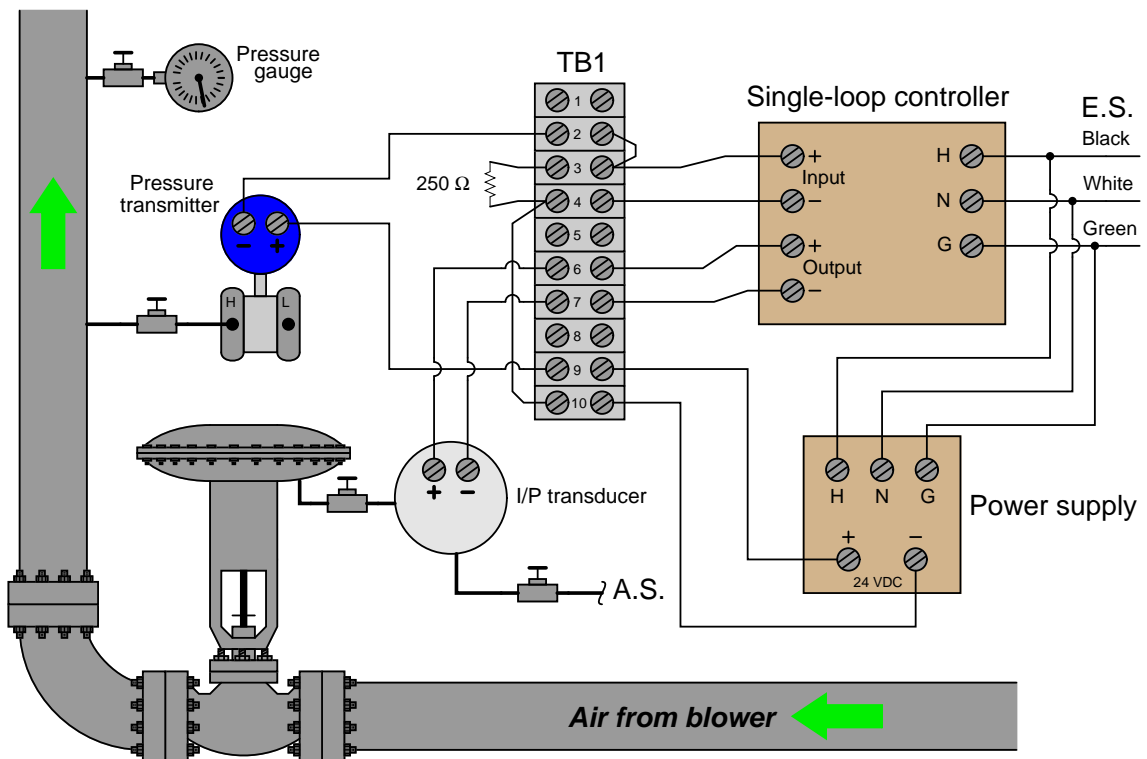 Pressure
gauge
TB1
1
2
3
4
5
6
7
8
9
10
250 Ω
Pressure
transmitter
− +
H L
Single-loop controller
+
Input
−
+
Output
−
H
N
G
E.S.
Black
White
Green
+ −
I/P transducer
A.S.
H N G
+ −
24 VDC
Power supply
Air from blower